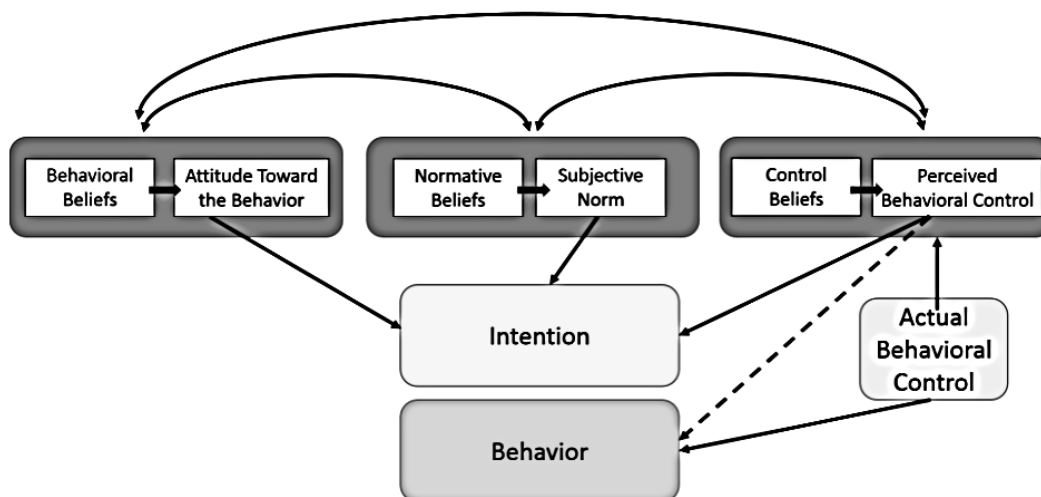 Behavioral
Beliefs
Attitude Toward
the Behavior
Normative
Beliefs
Subjective
Norm
Control
Beliefs
Perceived
Behavioral Control
Intention
Actual
Behavioral
Control
Behavior